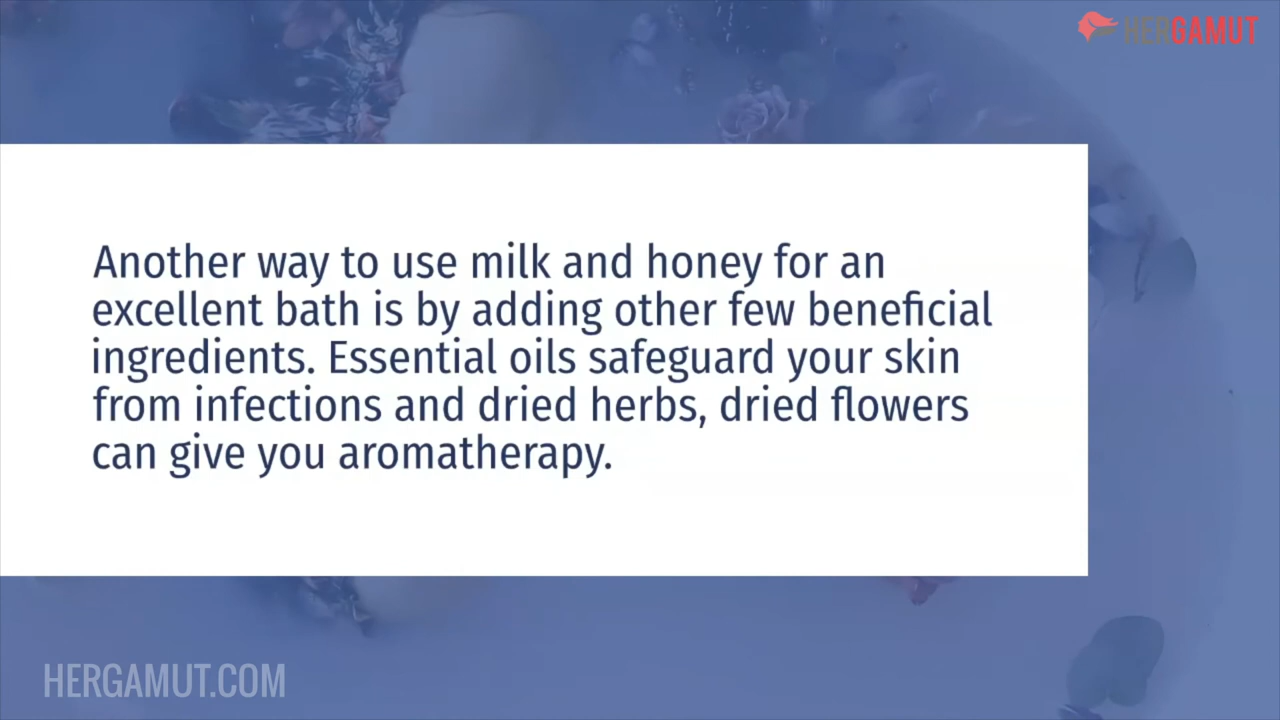 HERGAMUT
Another way to use milk and honey for an
excellent bath is by adding other few beneficial
ingredients. Essential oils safeguard your skin
from infections and dried herbs, dried flowers
can give you aromatherapy.
HERGAMUT.COM